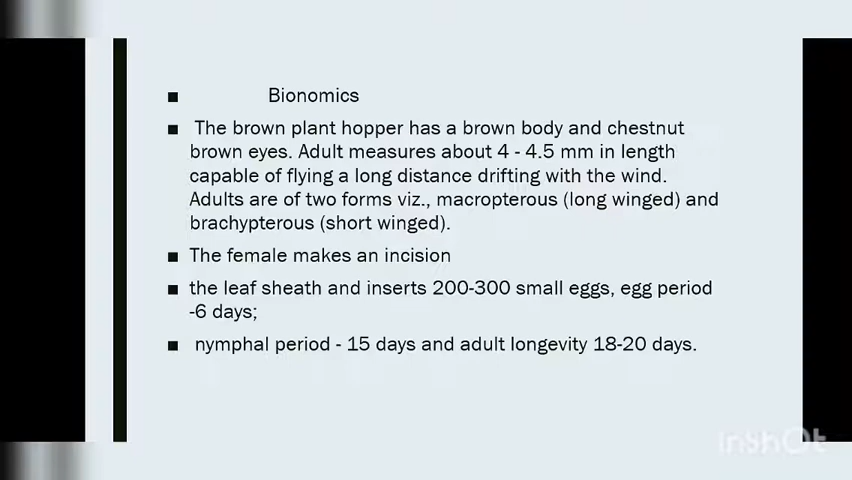 ■ Bionomics
■ The brown plant hopper has a brown body and chestnut
brown eyes. Adult measures about 4 - 4.5 mm in length
capable of flying a long distance drifting with the wind.
Adults are of two forms viz., macropterous (long winged) and
brachypterous (short winged).
■ The female makes an incision
■ the leaf sheath and inserts 200-300 small eggs, egg period
-6 days;
■ nymphal period - 15 days and adult longevity 18-20 days.
InShOt